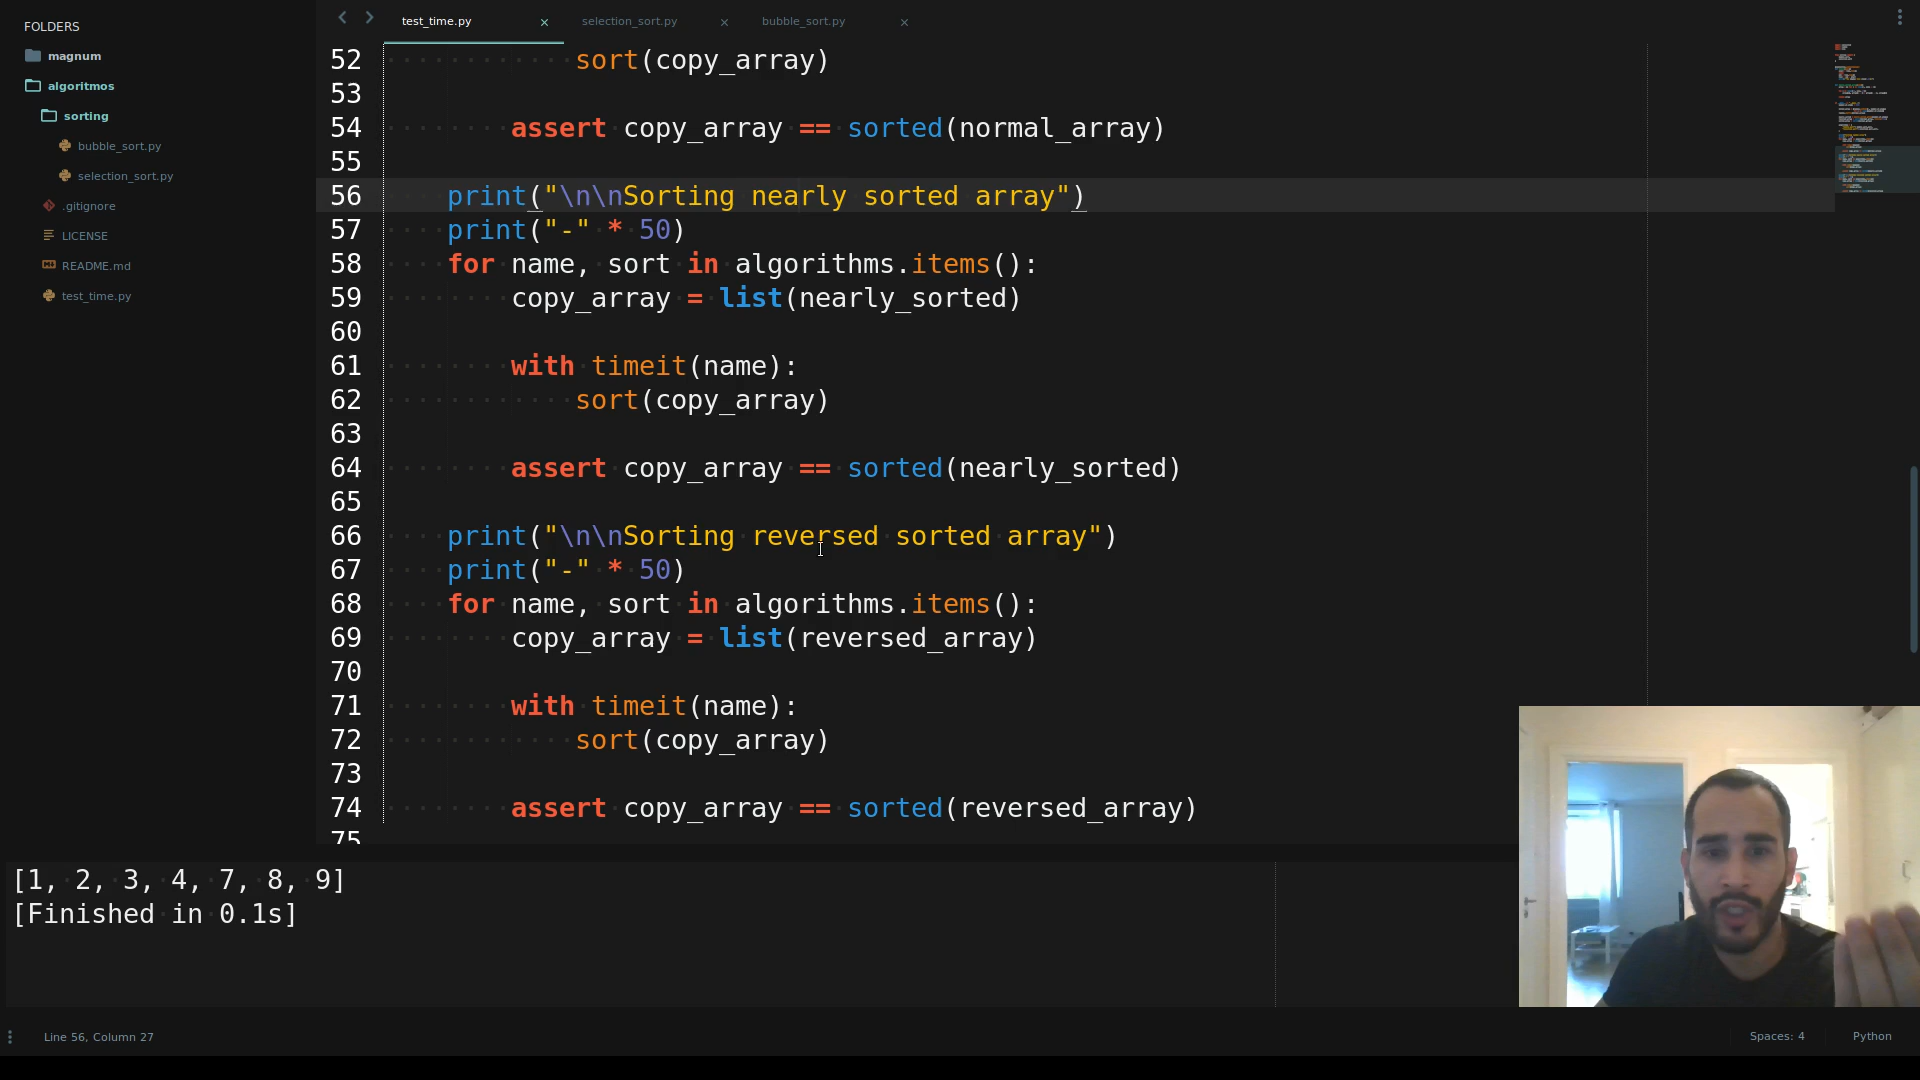 FOLDERS
magnum
algoritmos
sorting
bubble_sort.py
selection_sort.py
.gitignore
LICENSE
README.md
test_time.py
test_time.py × selection_sort.py × bubble_sort.py ×
52 sort(copy_array)
53
54 assert copy_array == sorted(normal_array)
55
56 print("\n\nSorting nearly sorted array")
57 print("-" * 50)
58 for name, sort in algorithms.items():
59 copy_array = list(nearly_sorted)
60
61 with timeit(name):
62 sort(copy_array)
63
64 assert copy_array == sorted(nearly_sorted)
65
66 print("\n\nSorting reversed sorted array")
67 print("-" * 50)
68 for name, sort in algorithms.items():
69 copy_array = list(reversed_array)
70
71 with timeit(name):
72 sort(copy_array)
73
74 assert copy_array == sorted(reversed_array)
75
[1, 2, 3, 4, 7, 8, 9]
[Finished in 0.1s]
Line 56, Column 27
Spaces: 4
Python